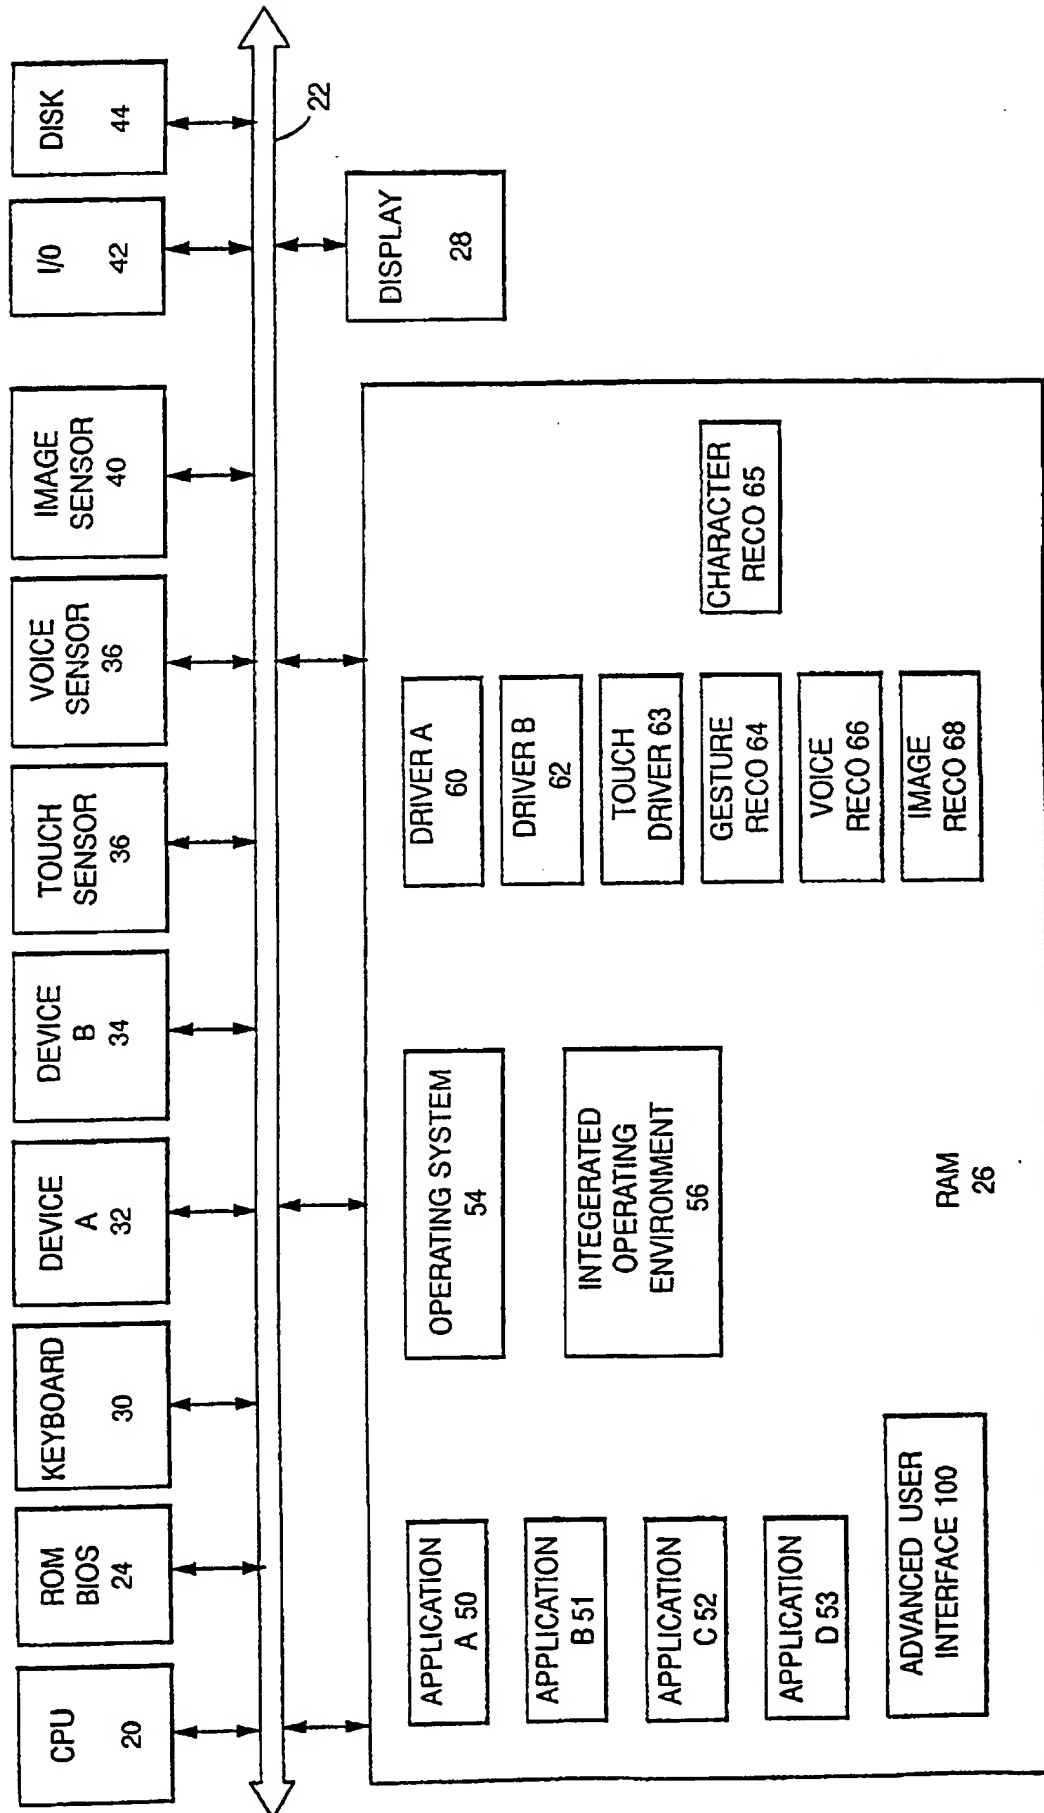 CPU
20
ROM
BIOS
24
KEYBOARD
30
DEVICE
A
32
DEVICE
B
34
TOUCH
SENSOR
36
VOICE
SENSOR
36
IMAGE
SENSOR
40
I/O
42
DISK
44
22
DISPLAY
28
APPLICATION
A 50
APPLICATION
B 51
APPLICATION
C 52
APPLICATION
D 53
ADVANCED USER
INTERFACE 100
OPERATING SYSTEM
54
INTEGERATED
OPERATING
ENVIRONMENT
56
RAM
26
DRIVER A
60
DRIVER B
62
TOUCH
DRIVER 63
GESTURE
RECO 64
VOICE
RECO 66
IMAGE
RECO 68
CHARACTER
RECO 65